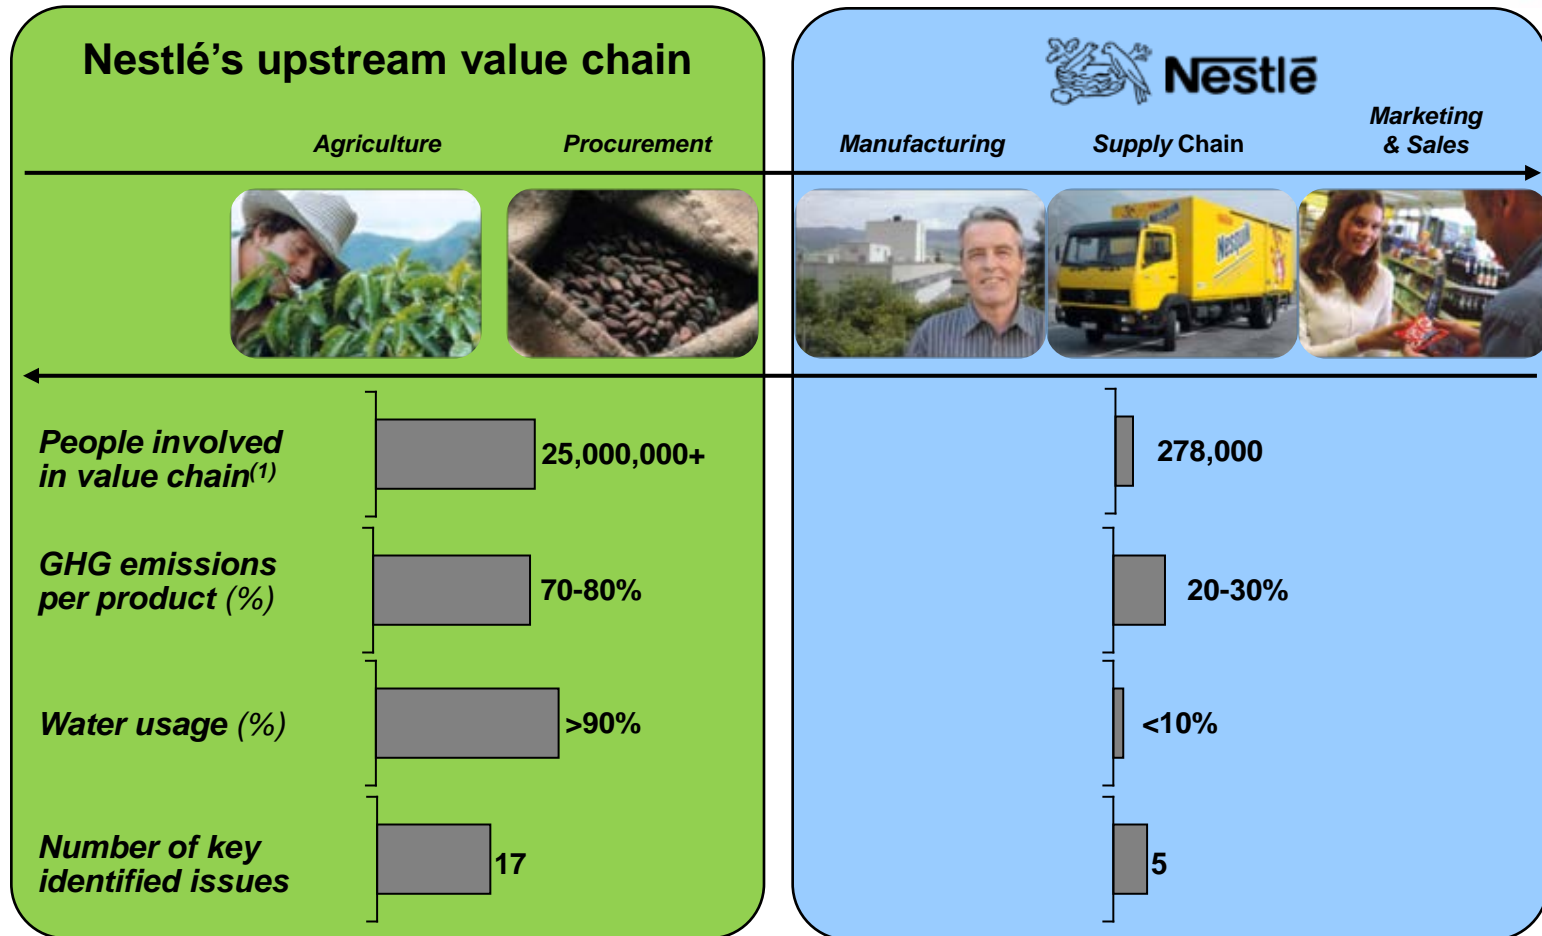 Nestlé’s upstream value chain
Nestlé
Agriculture
Procurement
Manufacturing
Supply Chain
Marketing
& Sales
Nesquik
People involved
in value chain(1)
25,000,000+
278,000
GHG emissions
per product (%)
70-80%
20-30%
Water usage (%)
>90%
<10%
Number of key
identified issues
17
5